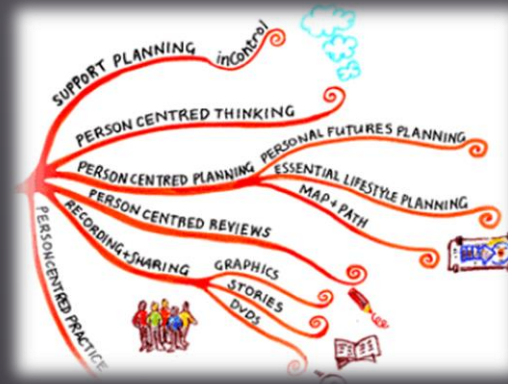 SUPPORT PLANNING
inControl
PERSON CENTRED THINKING
PERSON CENTRED PLANNING
PERSONAL FUTURES PLANNING
ESSENTIAL LIFESTYLE PLANNING
MAP + PATH
PERSON CENTRED REVIEWS
RECORDING + SHARING
GRAPHICS
STORIES
DVDS
PERSON CENTRED PRACTICE